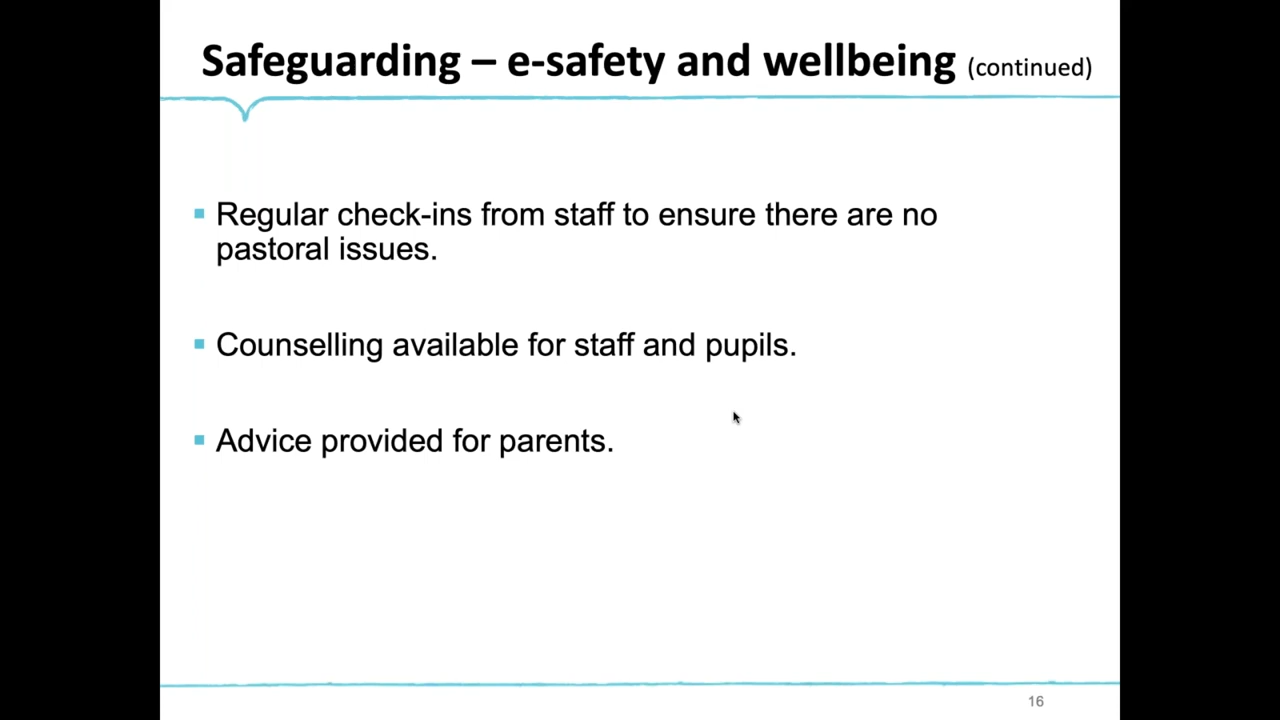 Safeguarding – e-safety and wellbeing (continued)
Regular check-ins from staff to ensure there are no
pastoral issues.
Counselling available for staff and pupils.
Advice provided for parents.
16